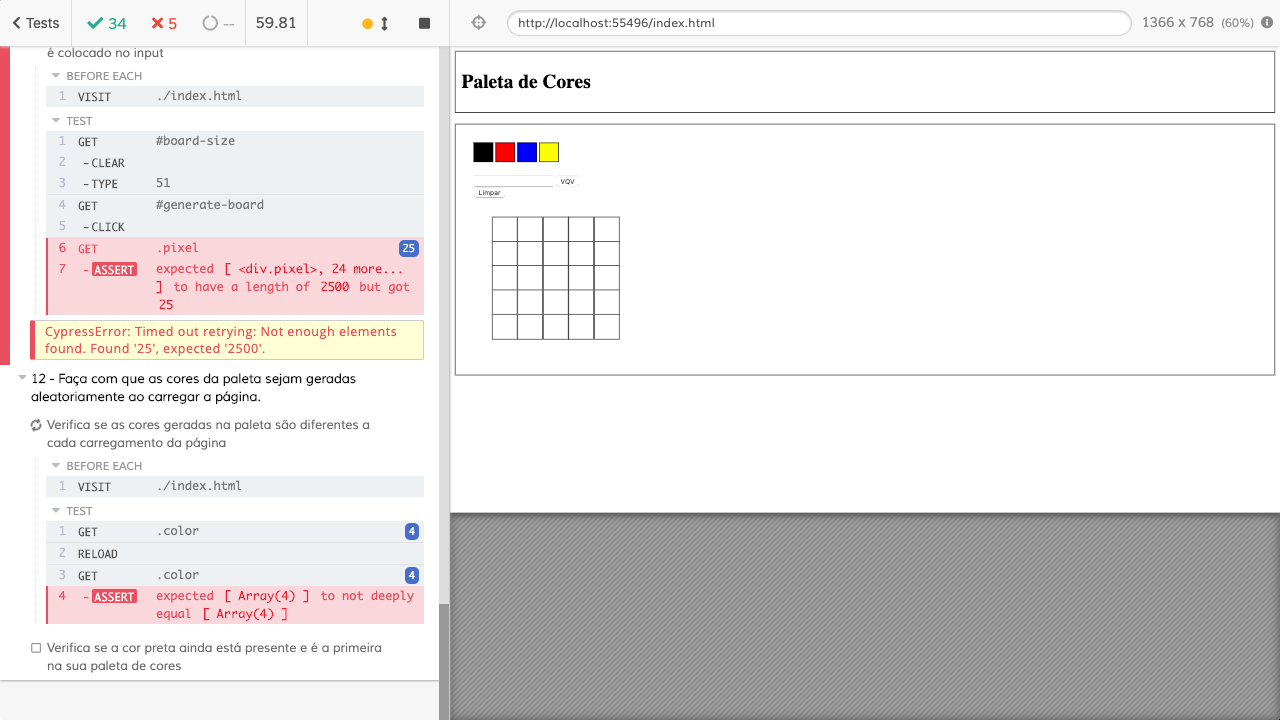 Tests 34 5 -- 59.81 http://localhost:55496/index.html 1366 x 768 (60%)
é colocado no input
BEFORE EACH
1 VISIT ./index.html
TEST
1 GET #board-size
2 -CLEAR
3 -TYPE 51
4 GET #generate-board
5 -CLICK
6 GET .pixel 25
7 -ASSERT expected [ <div.pixel>, 24 more...
] to have a length of 2500 but got
25
CypressError: Timed out retrying: Not enough elements
found. Found '25', expected '2500'.
12 - Faça com que as cores da paleta sejam geradas
aleatoriamente ao carregar a página.
Verifica se as cores geradas na paleta são diferentes a
cada carregamento da página
BEFORE EACH
1 VISIT ./index.html
TEST
1 GET .color 4
2 RELOAD
3 GET .color 4
4 -ASSERT expected [ Array(4) ] to not deeply
equal [ Array(4) ]
Verifica se a cor preta ainda está presente e é a primeira
na sua paleta de cores
Paleta de Cores
VQV
Limpar